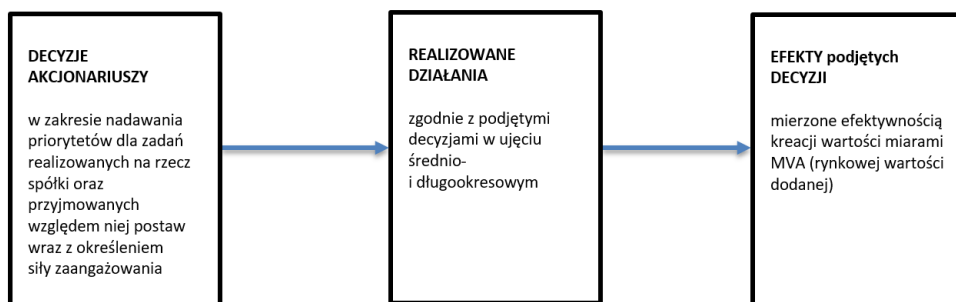 DECYZJE
AKCJONARIUSZY
w zakresie nadawania
priorytetów dla zadań
realizowanych na rzecz
spółki oraz
przyjmowanych
względem niej postaw
wraz z określeniem
siły zaangażowania
REALIZOWANE
DZIAŁANIA
zgodnie z podjętymi
decyzjami w ujęciu
średnio-
i długookresowym
EFEKTY podjętych
DECYZJI
mierzone efektywnością
kreacji wartości miarami
MVA (rynkowej wartości
dodanej)